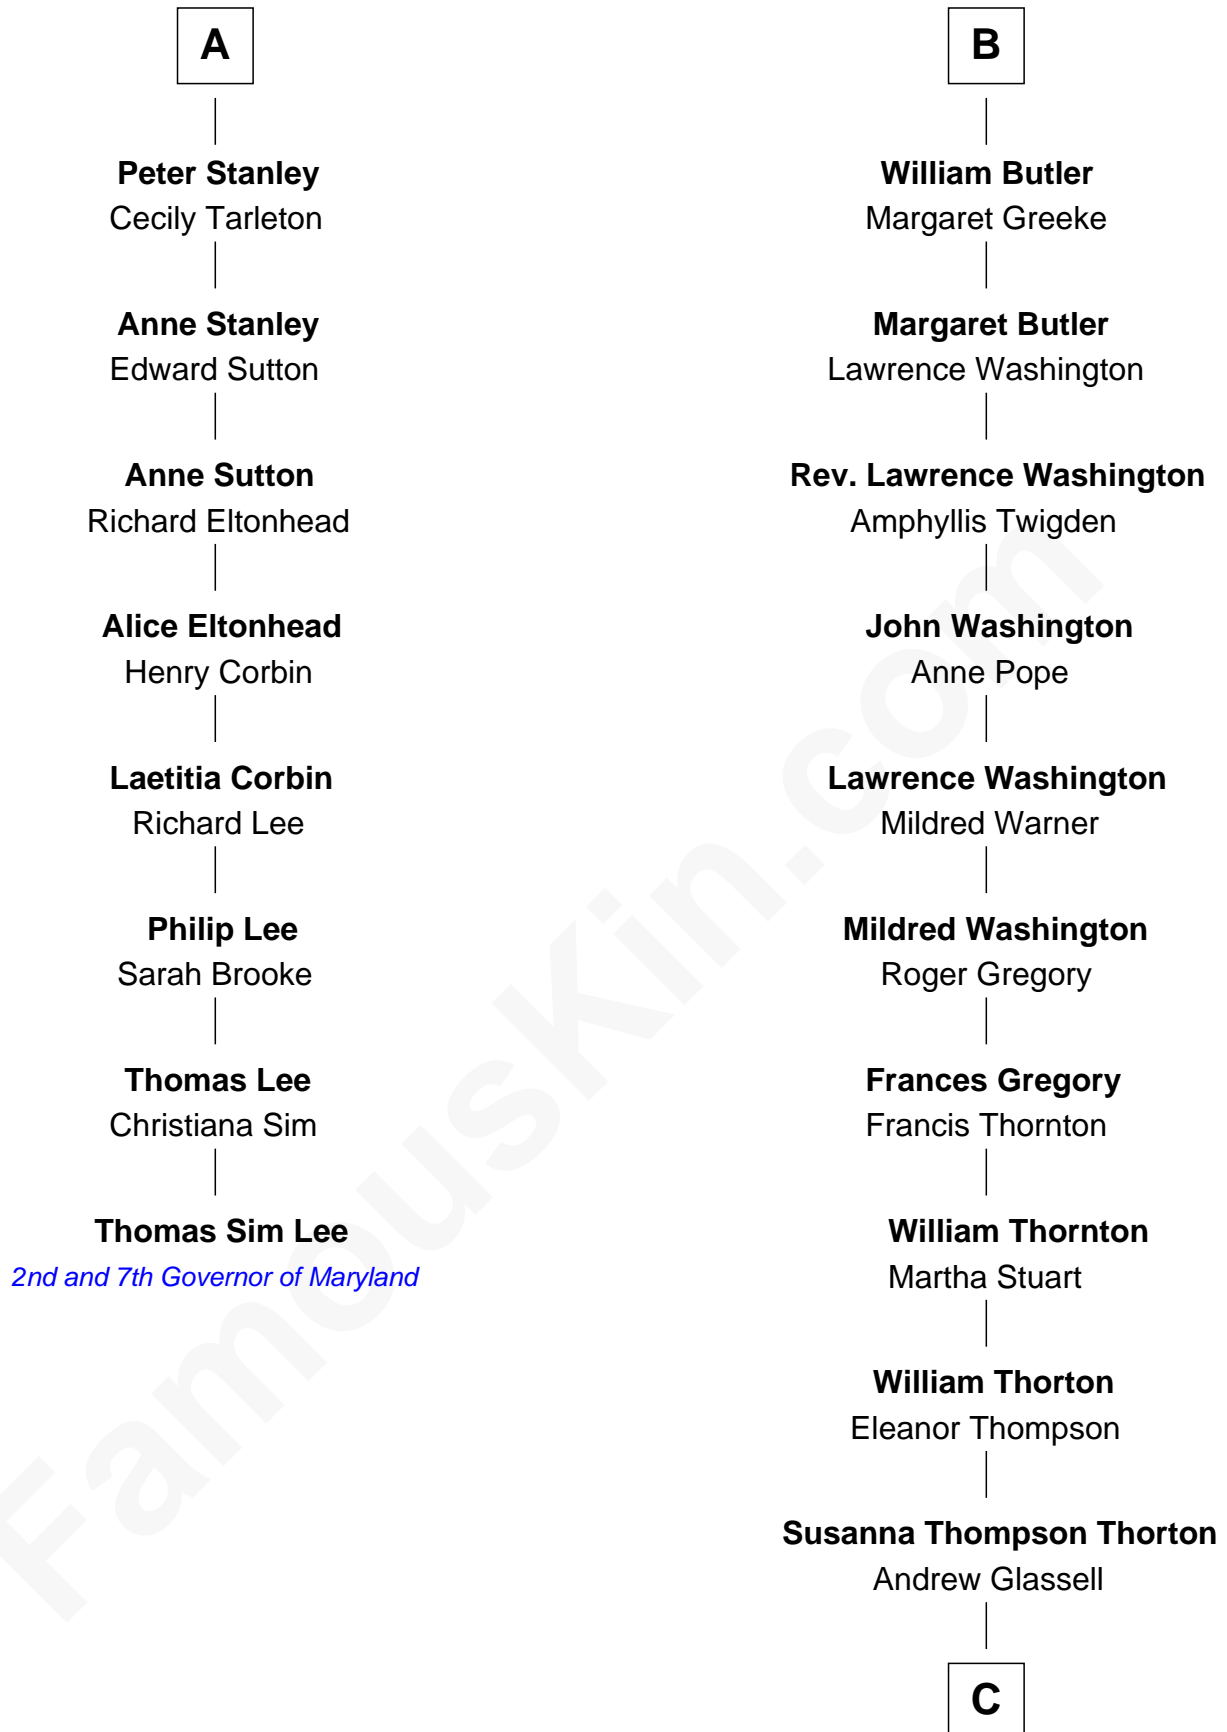 A
Peter Stanley
Cecily Tarleton
Anne Stanley
Edward Sutton
Anne Sutton
Richard Eltonhead
Alice Eltonhead
Henry Corbin
Laetitia Corbin
Richard Lee
Philip Lee
Sarah Brooke
Thomas Lee
Christiana Sim
Thomas Sim Lee
2nd and 7th Governor of Maryland
B
William Butler
Margaret Greeke
Margaret Butler
Lawrence Washington
Rev. Lawrence Washington
Amphyllis Twigden
John Washington
Anne Pope
Lawrence Washington
Mildred Warner
Mildred Washington
Roger Gregory
Frances Gregory
Francis Thornton
William Thornton
Martha Stuart
William Thorton
Eleanor Thompson
Susanna Thompson Thorton
Andrew Glassell
C
FamousKin.com